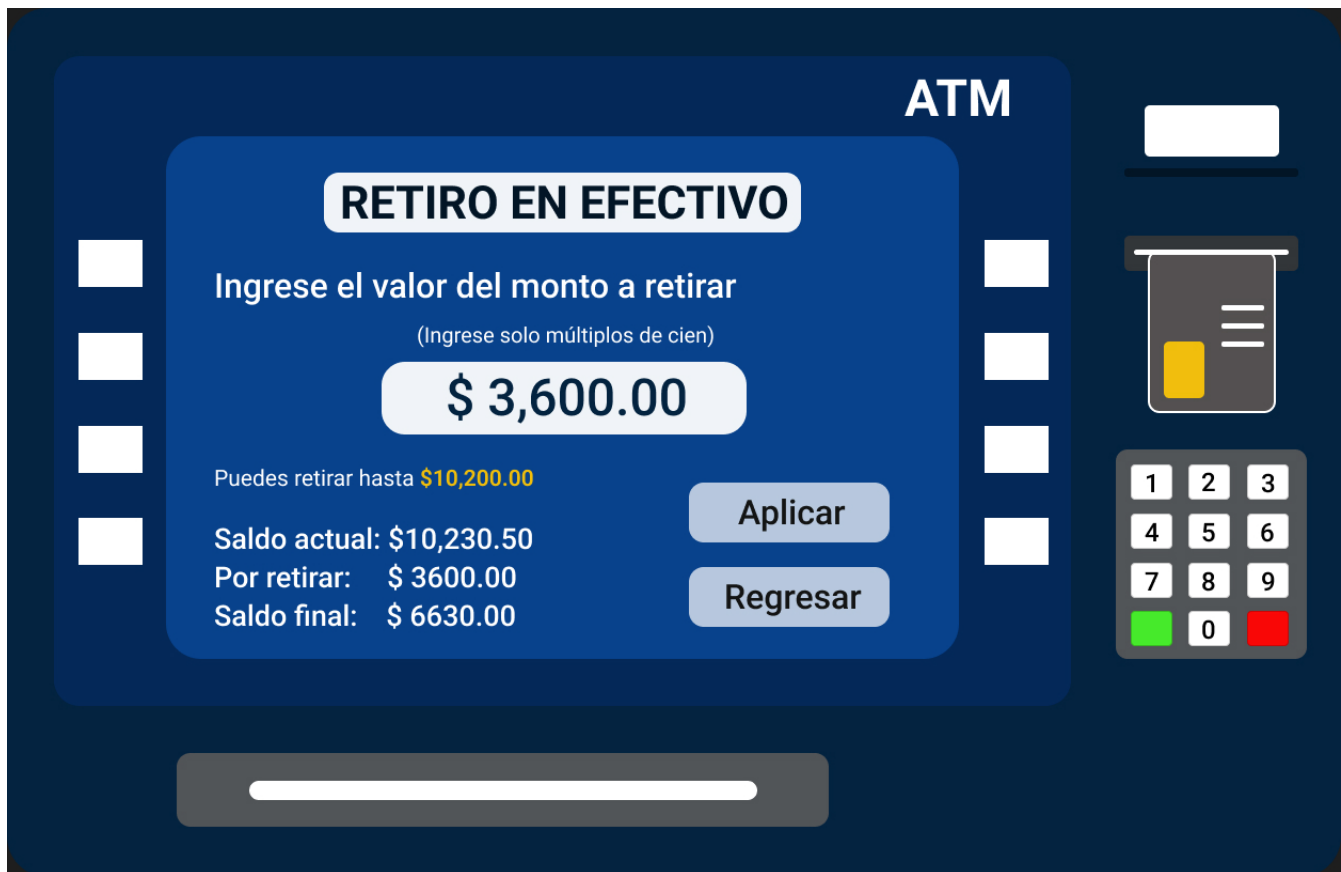 ATM
RETIRO EN EFECTIVO
Ingrese el valor del monto a retirar
(Ingrese solo múltiplos de cien)
$ 3,600.00
Puedes retirar hasta $10,200.00
Saldo actual: $10,230.50
Por retirar: $ 3600.00
Saldo final: $ 6630.00
Aplicar
Regresar
1 2 3
4 5 6
7 8 9
0